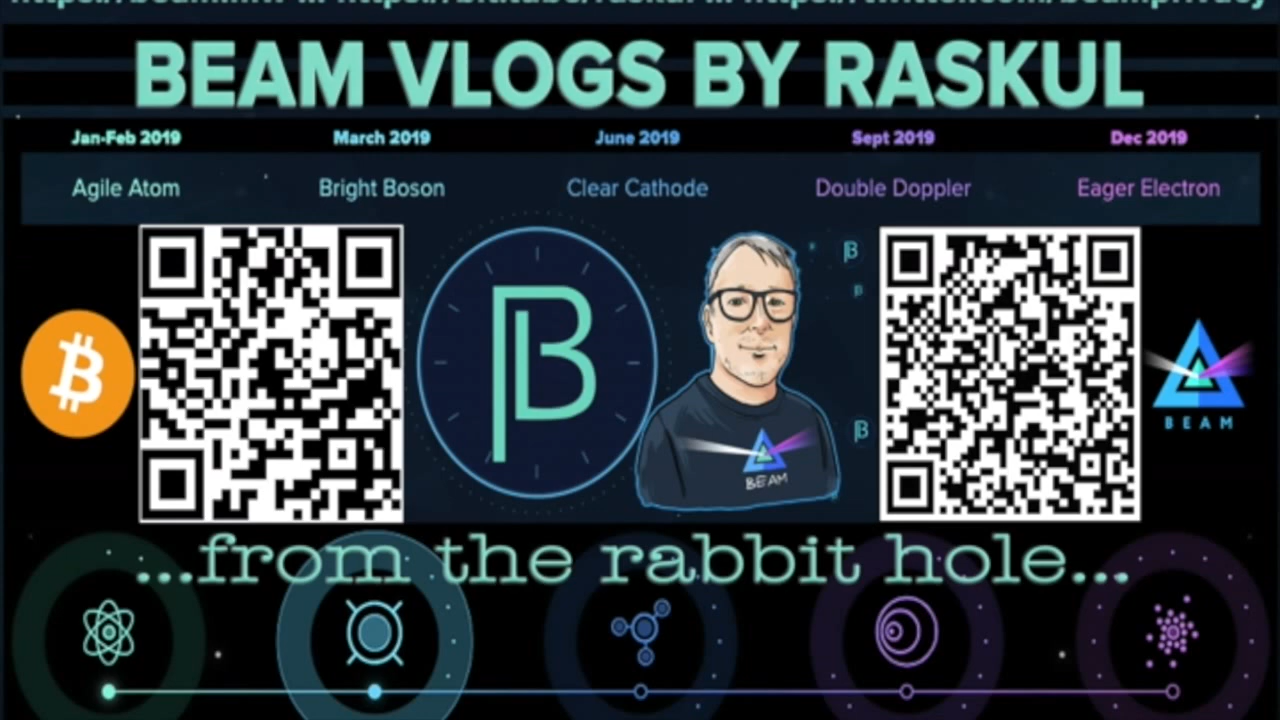 BEAM VLOGS BY RASKUL
Jan-Feb 2019 March 2019 June 2019 Sept 2019 Dec 2019
Agile Atom Bright Boson Clear Cathode Double Doppler Eager Electron
BEAM
BEAM
...from the rabbit hole...